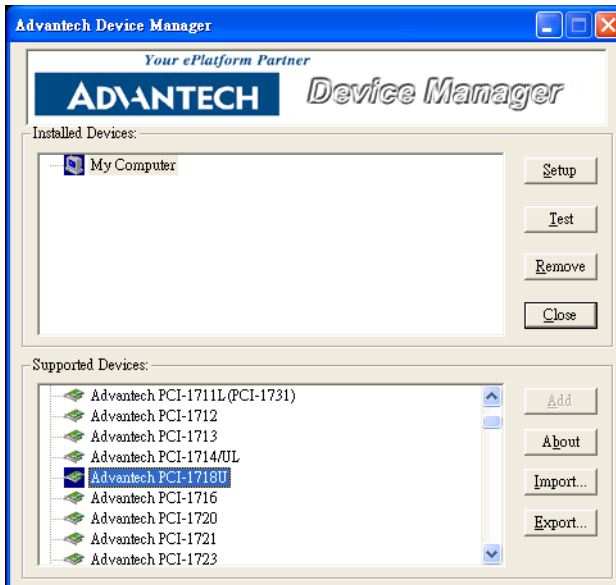 Advantech Device Manager
Your ePlatform Partner
ADVANTECH Device Manager
Installed Devices:
My Computer
Setup
Test
Remove
Close
Supported Devices:
Advantech PCI-1711L(PCI-1731)
Advantech PCI-1712
Advantech PCI-1713
Advantech PCI-1714/UL
Advantech PCI-1718U
Advantech PCI-1716
Advantech PCI-1720
Advantech PCI-1721
Advantech PCI-1723
Add
About
Import...
Export...